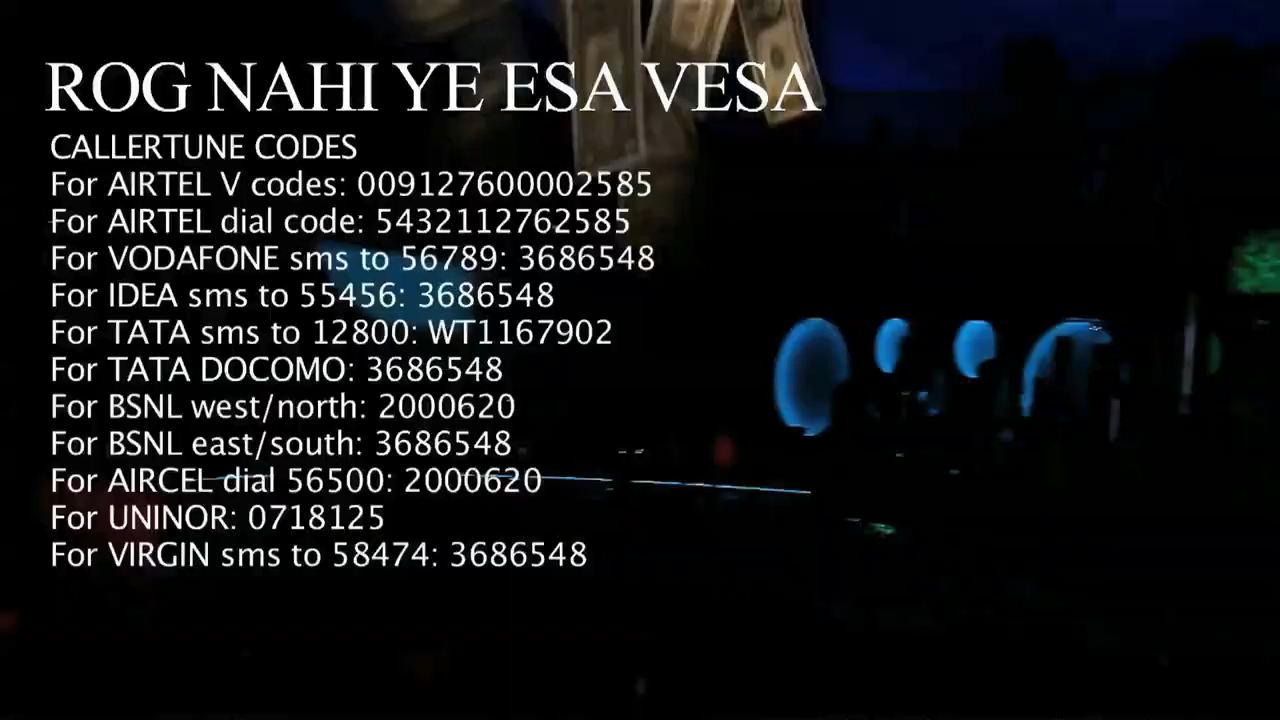 ROG NAHI YE ESA VESA
CALLERTUNE CODES
For AIRTEL V codes: 009127600002585
For AIRTEL dial code: 5432112762585
For VODAFONE sms to 56789: 3686548
For IDEA sms to 55456: 3686548
For TATA sms to 12800: WT1167902
For TATA DOCOMO: 3686548
For BSNL west/north: 2000620
For BSNL east/south: 3686548
For AIRCEL dial 56500: 2000620
For UNINOR: 0718125
For VIRGIN sms to 58474: 3686548